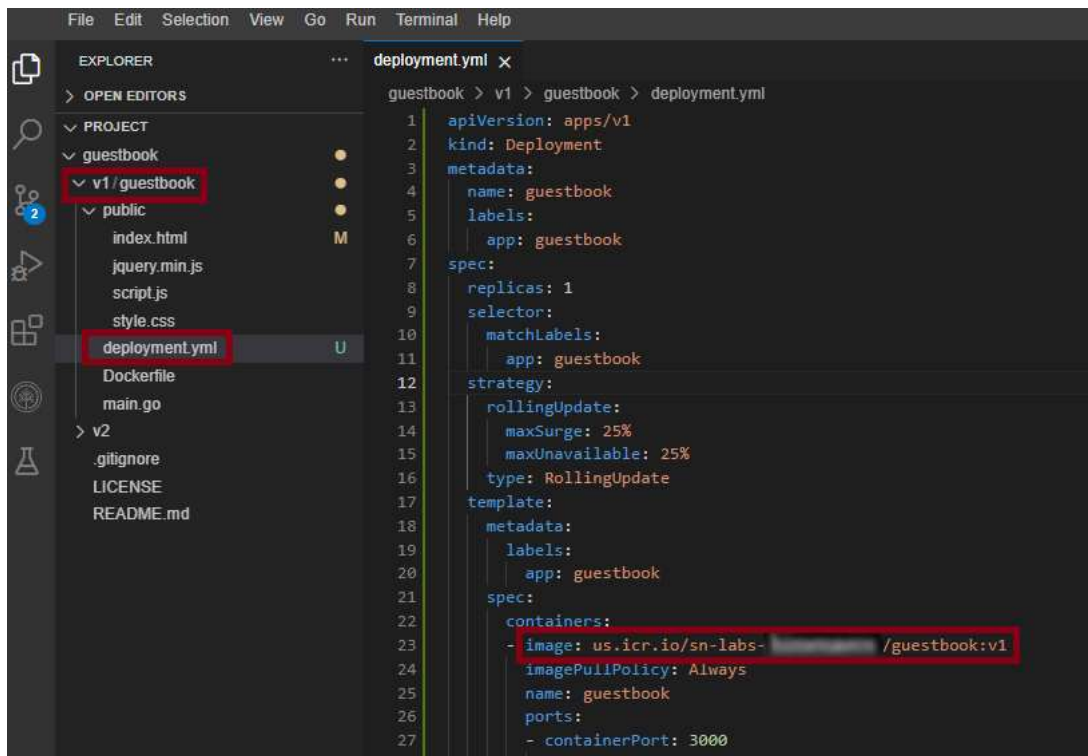 File Edit Selection View Go Run Terminal Help
EXPLORER ...
> OPEN EDITORS
PROJECT
guestbook
v1/guestbook
public
index.html M
jquery.min.js
script.js
style.css
deployment.yml U
Dockerfile
main.go
> v2
.gitignore
LICENSE
README.md
2
deployment.yml ×
guestbook > v1 > guestbook > deployment.yml
1 apiVersion: apps/v1
2 kind: Deployment
3 metadata:
4 name: guestbook
5 labels:
6 app: guestbook
7 spec:
8 replicas: 1
9 selector:
10 matchLabels:
11 app: guestbook
12 strategy:
13 rollingUpdate:
14 maxSurge: 25%
15 maxUnavailable: 25%
16 type: RollingUpdate
17 template:
18 metadata:
19 labels:
20 app: guestbook
21 spec:
22 containers:
23 - image: us.icr.io/sn-labs- /guestbook:v1
24 imagePullPolicy: Always
25 name: guestbook
26 ports:
27 - containerPort: 3000